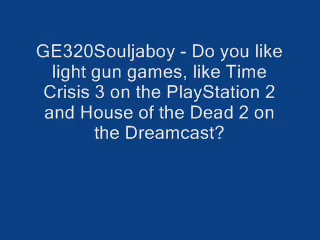 GE320Souljaboy - Do you like
light gun games, like Time
Crisis 3 on the PlayStation 2
and House of the Dead 2 on
the Dreamcast?